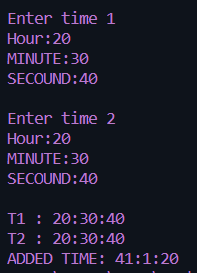 Enter time 1
Hour:20
MINUTE:30
SECOUND:40
Enter time 2
Hour:20
MINUTE:30
SECOUND:40
T1 : 20:30:40
T2 : 20:30:40
ADDED TIME: 41:1:20